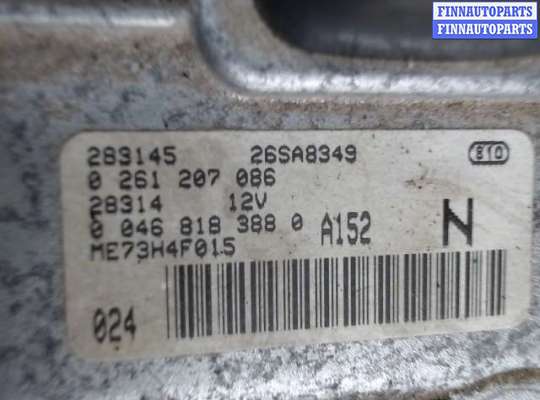 FINNAUTOPARTS
FINNAUTOPARTS
283145 26SA8349 810
0 261 207 086
28314 12V
0 046 818 388 0 A152 N
ME73H4F015
024